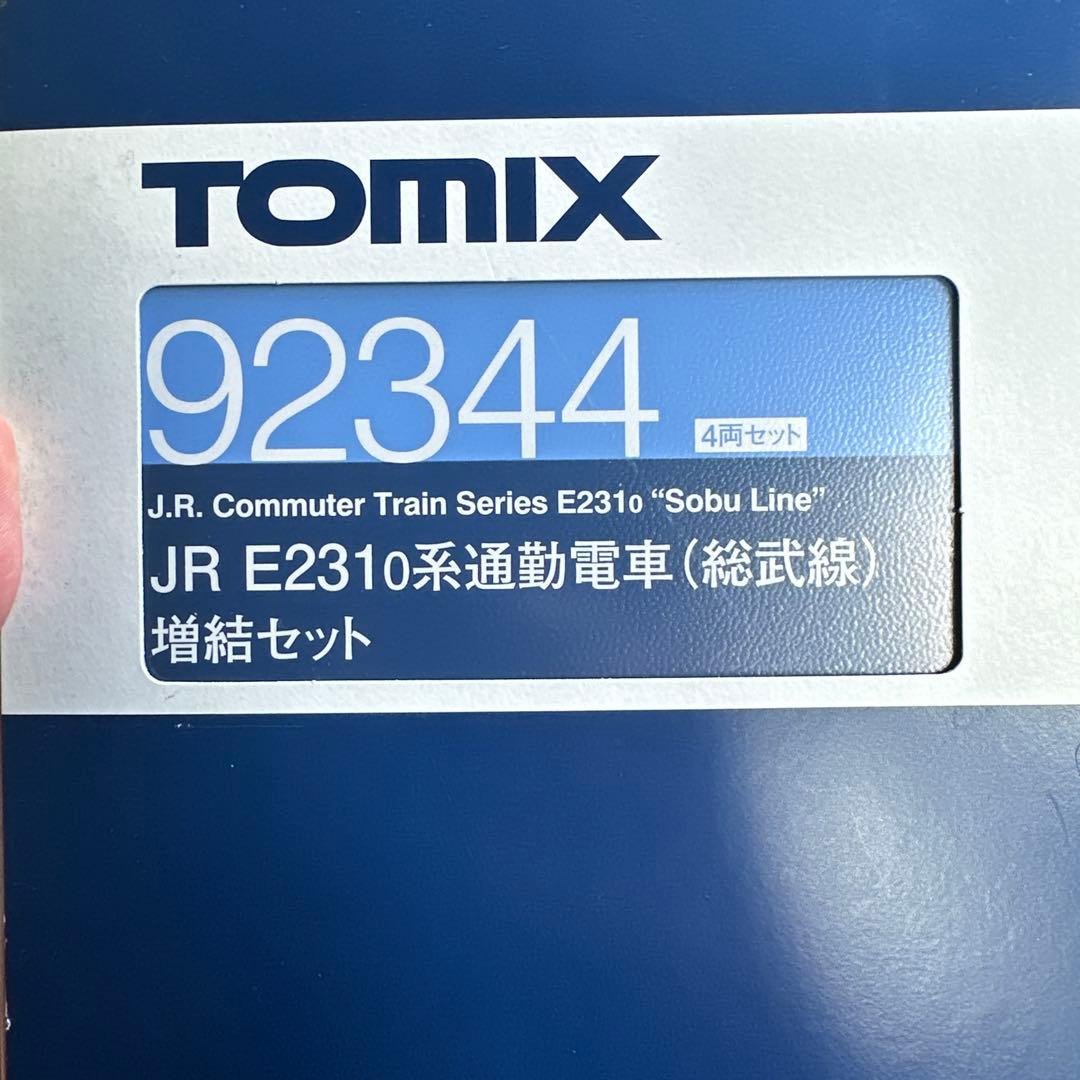 TOMIX
92344 4両セット
J.R. Commuter Train Series E2310 “Sobu Line”
JR E2310系通勤電車（総武線）
増結セット